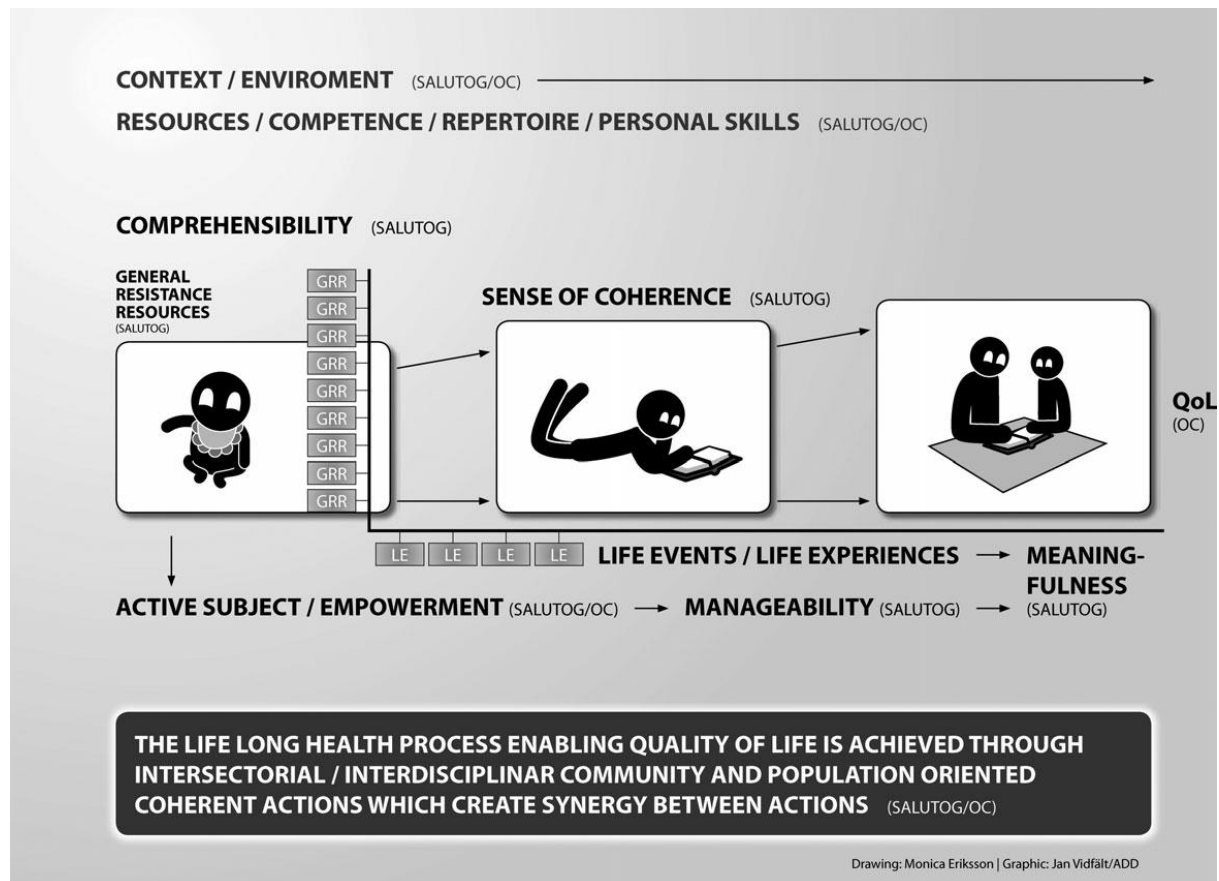 CONTEXT / ENVIROMENT (SALUTOG/OC)
RESOURCES / COMPETENCE / REPERTOIRE / PERSONAL SKILLS (SALUTOG/OC)
COMPREHENSIBILITY (SALUTOG)
GENERAL
RESISTANCE
RESOURCES
(SALUTOG)
GRR
GRR
GRR
GRR
GRR
GRR
GRR
GRR
GRR
SENSE OF COHERENCE (SALUTOG)
QoL
(OC)
LE LE LE LE LIFE EVENTS / LIFE EXPERIENCES
MEANING-
FULNESS
(SALUTOG)
ACTIVE SUBJECT / EMPOWERMENT (SALUTOG/OC) MANAGEABILITY (SALUTOG)
THE LIFE LONG HEALTH PROCESS ENABLING QUALITY OF LIFE IS ACHIEVED THROUGH
INTERSECTORIAL / INTERDISCIPLINAR COMMUNITY AND POPULATION ORIENTED
COHERENT ACTIONS WHICH CREATE SYNERGY BETWEEN ACTIONS (SALUTOG/OC)
Drawing: Monica Eriksson | Graphic: Jan Vidfält/ADD